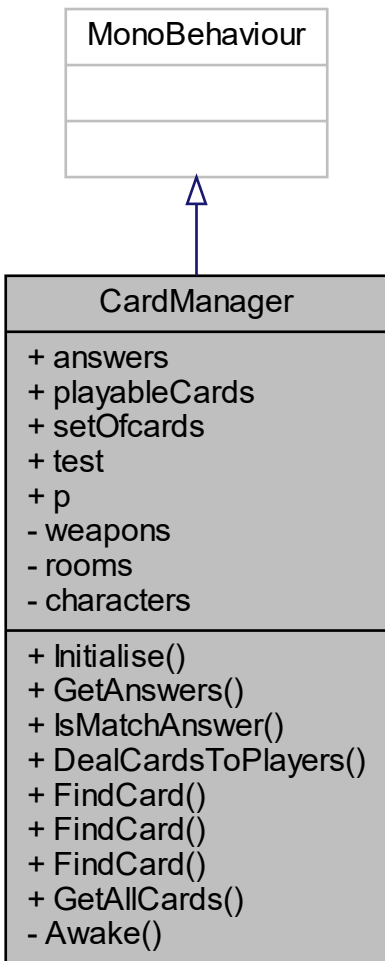 MonoBehaviour
CardManager
+ answers
+ playableCards
+ setOfcards
+ test
+ p
- weapons
- rooms
- characters
+ Initialise()
+ GetAnswers()
+ IsMatchAnswer()
+ DealCardsToPlayers()
+ FindCard()
+ FindCard()
+ FindCard()
+ GetAllCards()
- Awake()